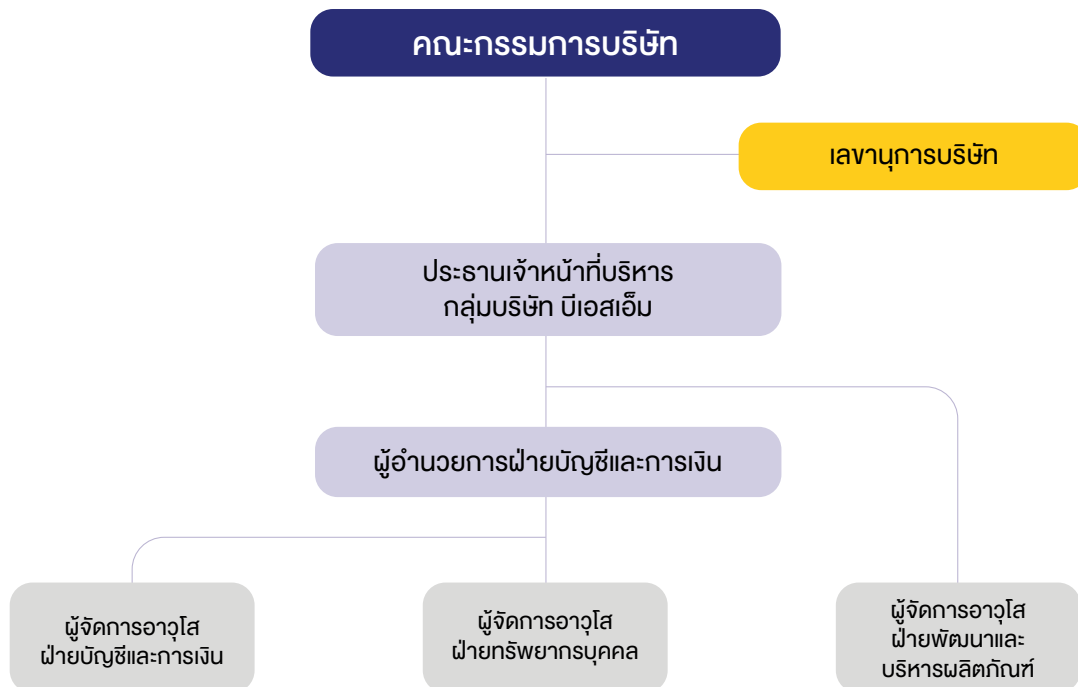 คณะกรรมการบริษัท
เลขานุการบริษัท
ประธานเจ้าหน้าที่บริหาร
กลุ่มบริษัท บีเอสเอ็ม
ผู้อำนวยการฝ่ายบัญชีและการเงิน
ผู้จัดการอาวุโส
ฝ่ายบัญชีและการเงิน
ผู้จัดการอาวุโส
ฝ่ายทรัพยากรบุคคล
ผู้จัดการอาวุโส
ฝ่ายพัฒนาและ
บริหารผลิตภัณฑ์